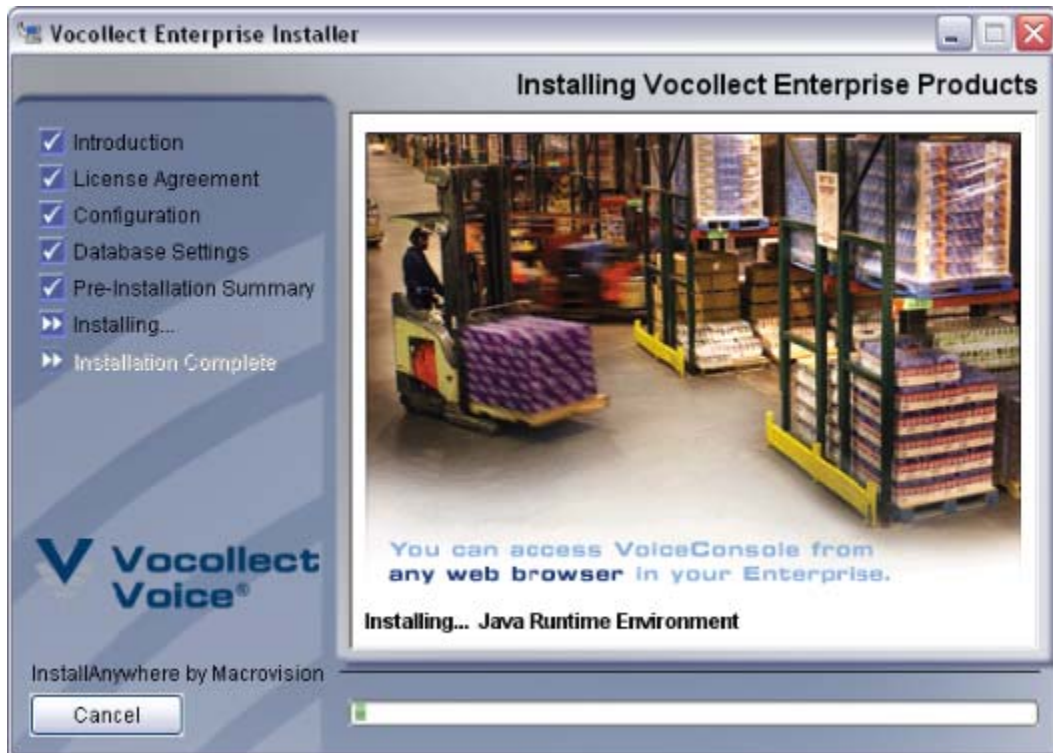 Vocollect Enterprise Installer
Installing Vocollect Enterprise Products
Introduction
License Agreement
Configuration
Database Settings
Pre-Installation Summary
Installing...
Installation Complete
Vocollect
Voice®
You can access VoiceConsole from
any web browser in your Enterprise.
Installing... Java Runtime Environment
InstallAnywhere by Macrovision
Cancel